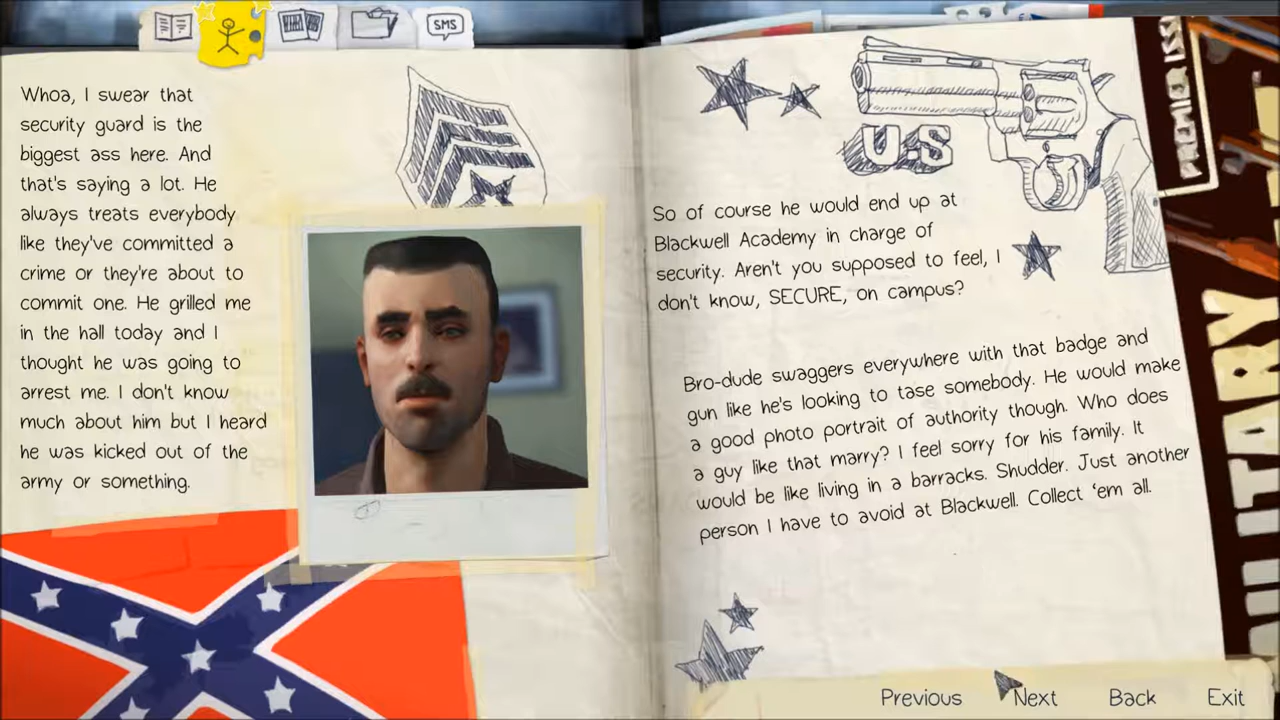 SMS
Whoa, I swear that
security guard is the
biggest ass here. And
that's saying a lot. He
always treats everybody
like they've committed a
crime or they're about to
commit one. He grilled me
in the hall today and I
thought he was going to
arrest me. I don't know
much about him but I heard
he was kicked out of the
army or something.
U.S
So of course he would end up at
Blackwell Academy in charge of
security. Aren't you supposed to feel, I
don't know, SECURE, on campus?
Bro-dude swaggers everywhere with that badge and
gun like he's looking to tase somebody. He would make
a good photo portrait of authority though. Who does
a guy like that marry? I feel sorry for his family. It
would be like living in a barracks. Shudder. Just another
person I have to avoid at Blackwell. Collect 'em all.
Previous
Next
Back
Exit